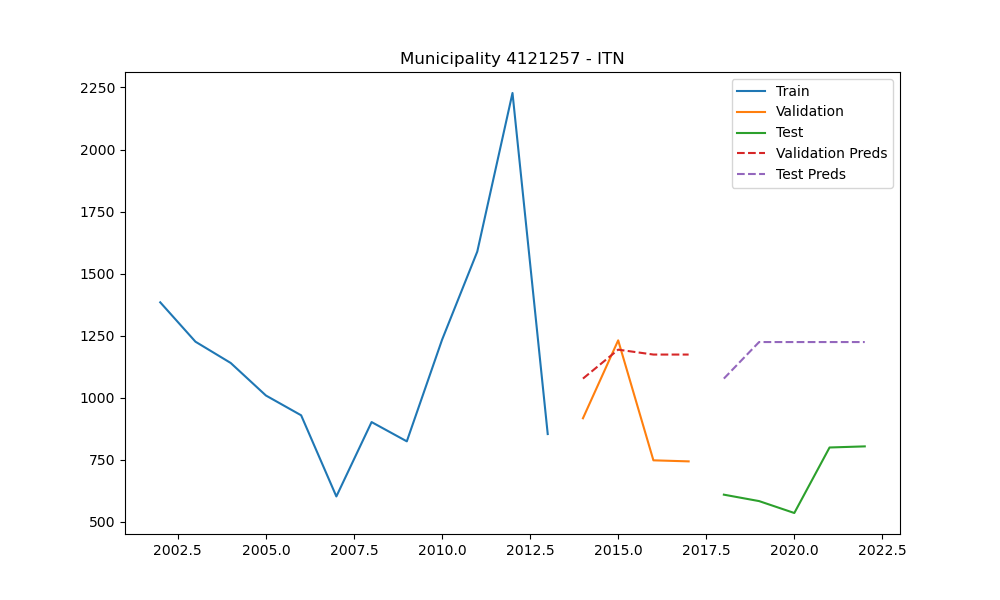 Municipality 4121257 - ITN
2250
2000
1750
1500
1250
1000
750
500
2002.5 2005.0 2007.5 2010.0 2012.5 2015.0 2017.5 2020.0 2022.5
Train
Validation
Test
Validation Preds
Test Preds